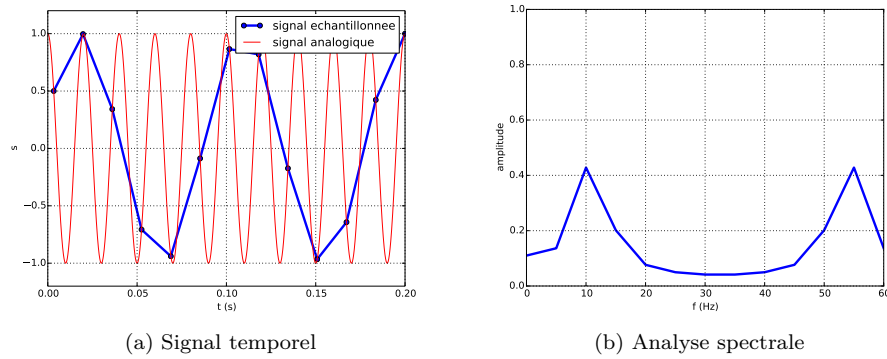 signal echantillonnee
signal analogique
1.0
0.5
0.0
−0.5
−1.0
s
0.00
0.05
0.10
0.15
0.20
t (s)
(a) Signal temporel
1.0
0.8
0.6
0.4
0.2
0.0
amplitude
0
10
20
30
40
50
60
f (Hz)
(b) Analyse spectrale